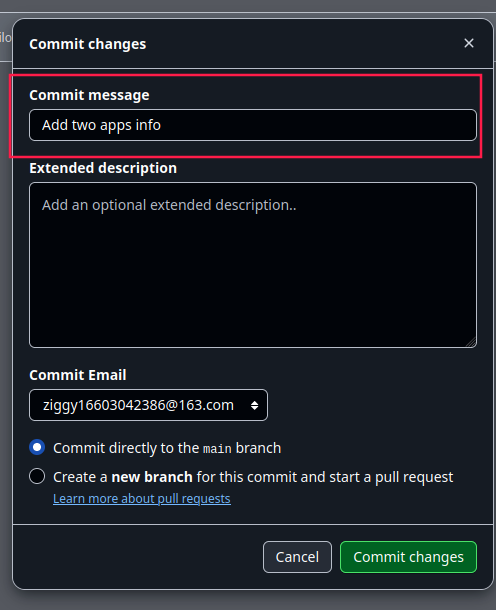 Commit changes
Commit message
Add two apps info
Extended description
Add an optional extended description..
Commit Email
ziggy16603042386@163.com
Commit directly to the main branch
Create a new branch for this commit and start a pull request
Learn more about pull requests
Cancel
Commit changes